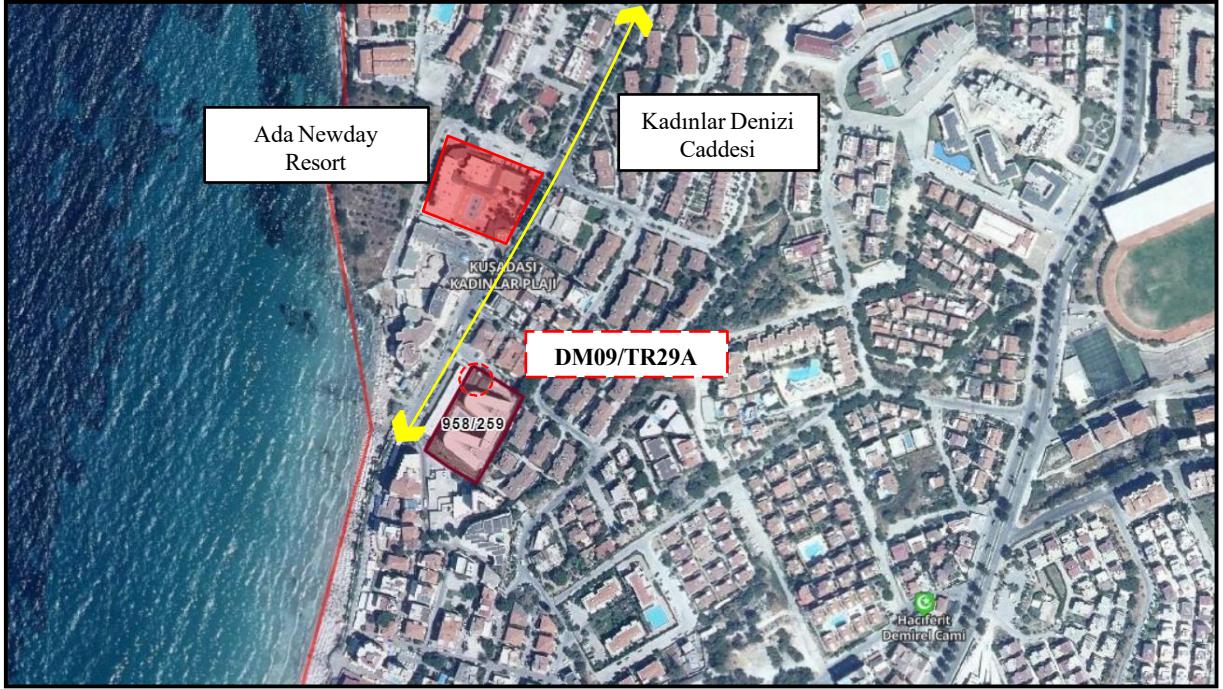 Ada Newday
Resort
Kadınlar Denizi
Caddesi
KUŞADASI
KADINLAR PLAJI
DM09/TR29A
958/259
Hacıferit
Demirel Cami